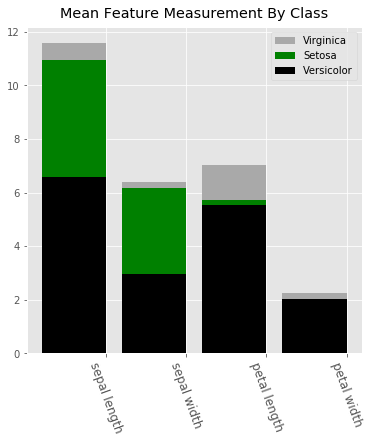 Mean Feature Measurement By Class
Virginica
Setosa
Versicolor
12
10
8
6
4
2
0
sepal length
sepal width
petal length
petal width